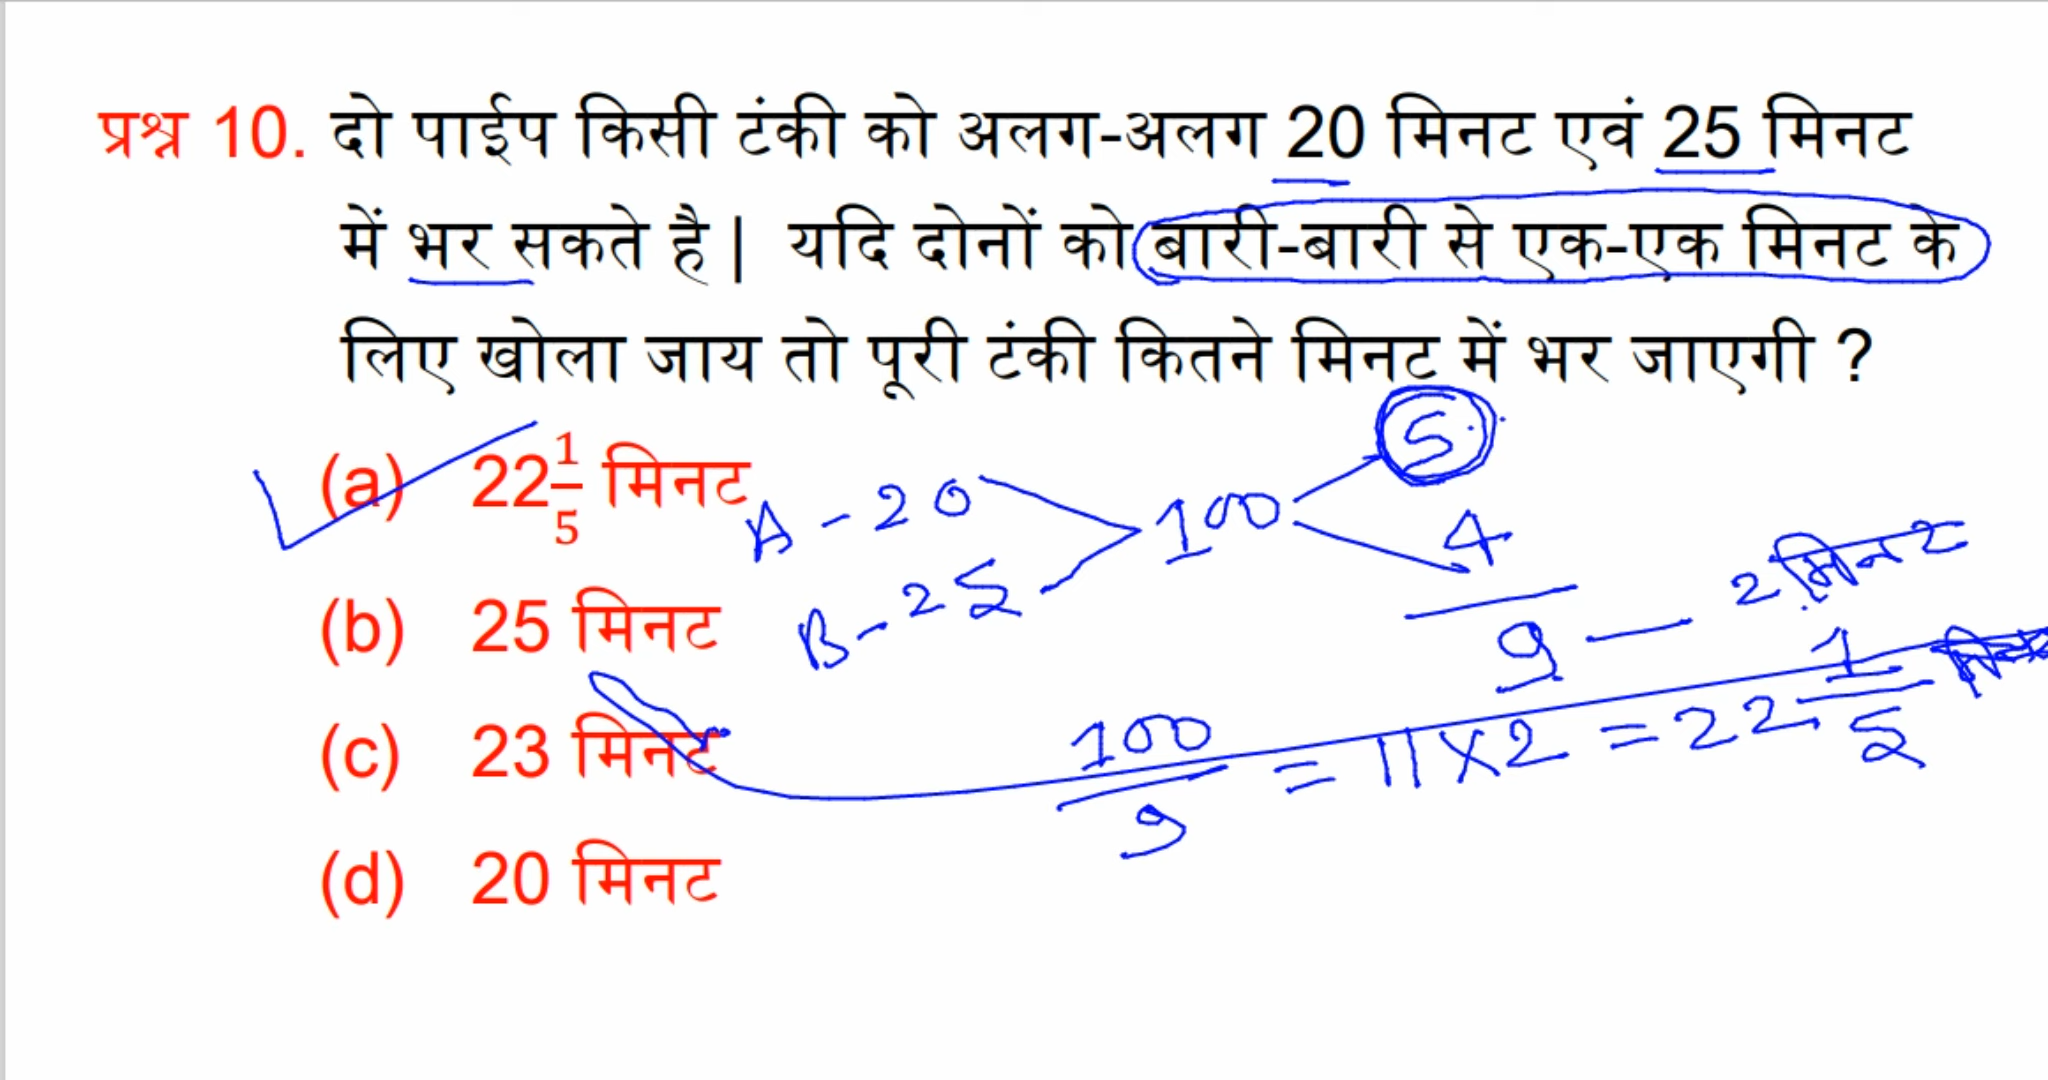 प्रश्न 10. दो पाईप किसी टंकी को अलग-अलग 20 मिनट एवं 25 मिनट
में भर सकते है | यदि दोनों को बारी-बारी से एक-एक मिनट के
लिए खोला जाय तो पूरी टंकी कितने मिनट में भर जाएगी ?
(a) 22 1/5 मिनट
(b) 25 मिनट
(c) 23 मिनट
(d) 20 मिनट
A - 20
B - 25
100
5
4
9 — 2 मिनट
100/9 = 11 X 2 = 22 1/5